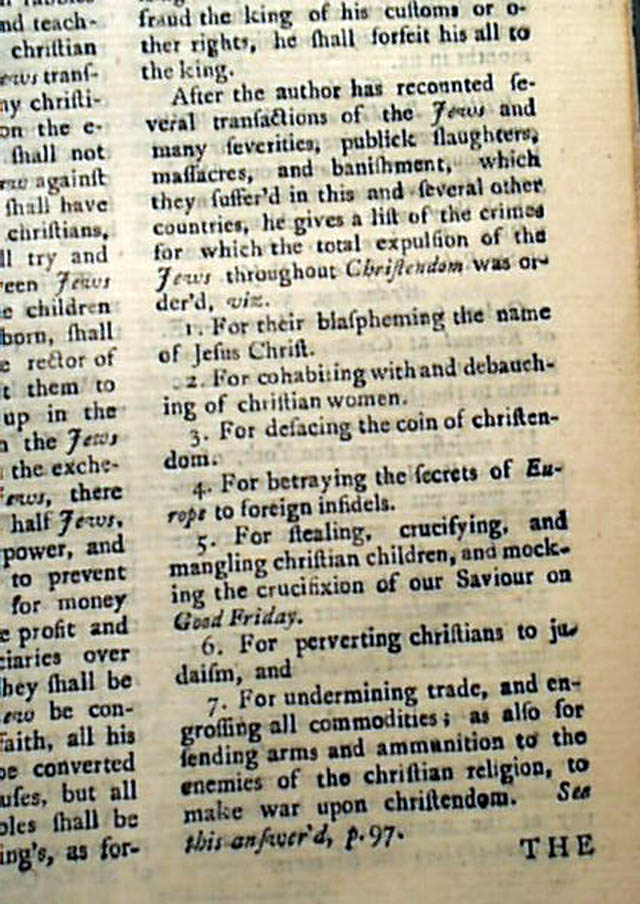 nd teach-
chriſtian
ews tranſ-
ny chriſti-
on the e-
ſhall not
ew againſt
ſhall have
chriſtians,
ll try and
ween Jews
e children
born, ſhall
e rector of
t them to
up in the
n the Jews
the exche-
Jews, there
half Jews,
power, and
to prevent
for money
e profit and
ciaries over
They ſhall be
ew be con-
faith, all his
be converted
uſes, but all
ples ſhall be
ing's, as for-
fraud the king of his cuſtoms or o-
ther rights, he ſhall forfeit his all to
the king.
After the author has recounted ſe-
veral tranſactions of the Jews and
many ſeverities, publick ſlaughters,
maſſacres, and baniſhment, which
they ſuffer'd in this and ſeveral other
countries, he gives a liſt of the crimes
for which the total expulſion of the
Jews throughout Chriſtendom was or-
der'd, viz.
1. For their blaſpheming the name
of Jeſus Chriſt.
2. For cohabiting with and debauch-
ing of chriſtian women.
3. For defacing the coin of chriſten-
dom.
4. For betraying the ſecrets of Eu-
rope to foreign infidels.
5. For ſtealing, crucifying, and
mangling chriſtian children, and mock-
ing the crucifixion of our Saviour on
Good Friday.
6. For perverting chriſtians to ju-
daiſm, and
7. For undermining trade, and en-
groſſing all commodities; as alſo for
ſending arms and ammunition to the
enemies of the chriſtian religion, to
make war upon chriſtendom. See
this anſwer'd, p. 97.
THE